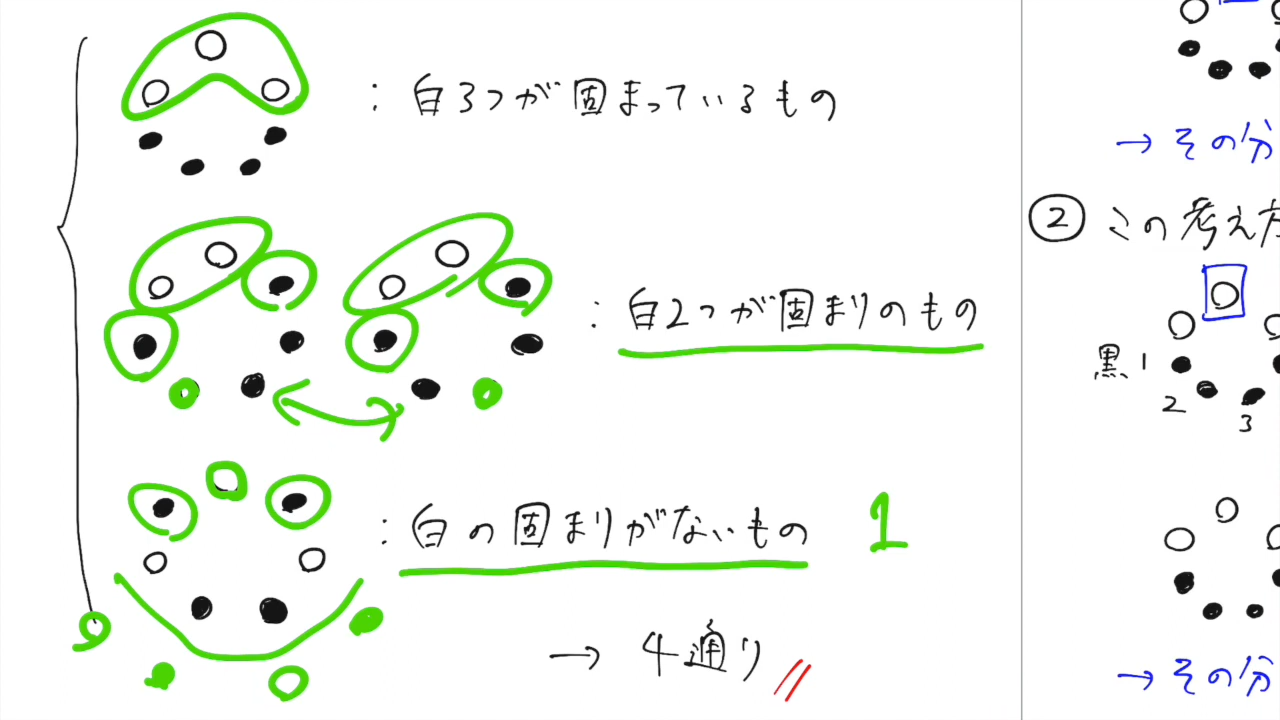 : 白3つが固まっているもの
: 白2つが固まりのもの
: 白の固まりがないもの 1
→ 4通り
→ その分
② この考え方
黒 1
2
3
→ その分